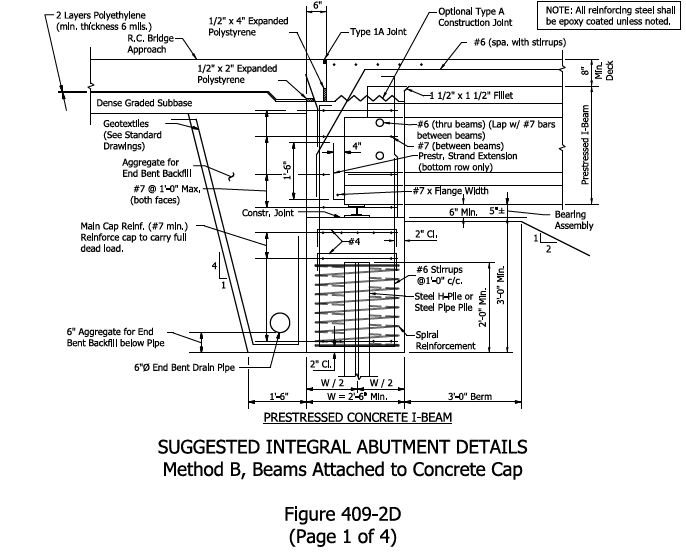 6"
2 Layers Polyethylene
(min. thickness 6 mils.)
R.C. Bridge
Approach
1/2" x 4" Expanded
Polystyrene
Type 1A Joint
Optional Type A
Construction Joint
NOTE: All reinforcing steel shall
be epoxy coated unless noted.
#6 (spa. with stirrups)
1/2" x 2" Expanded
Polystyrene
8"
Min.
Deck
Dense Graded Subbase
1 1/2" x 1 1/2" Fillet
Geotextiles
(See Standard
Drawings)
#6 (thru beams) (Lap w/ #7 bars
between beams)
#7 (between beams)
Prestr. Strand Extension
(bottom row only)
Prestressed I-Beam
4"
1'-6"
Aggregate for
End Bent Backfill
#7 @ 1'-0" Max.
(both faces)
#7 x Flange Width
Constr. Joint
6" Min.
5"±
Bearing
Assembly
Main Cap Reinf. (#7 min.)
Reinforce cap to carry full
dead load.
#4
2" Cl.
1
2
4
1
#6 Stirrups
@1'-0" c/c.
Steel H-Pile or
Steel Pipe Pile
2'-0" Min.
3'-0" Min.
6" Aggregate for End
Bent Backfill below Pipe
Spiral
Reinforcement
6"Ø End Bent Drain Pipe
2" Cl.
W / 2
W / 2
1'-6"
W = 2'-6" Min.
3'-0" Berm
PRESTRESSED CONCRETE I-BEAM
SUGGESTED INTEGRAL ABUTMENT DETAILS
Method B, Beams Attached to Concrete Cap
Figure 409-2D
(Page 1 of 4)